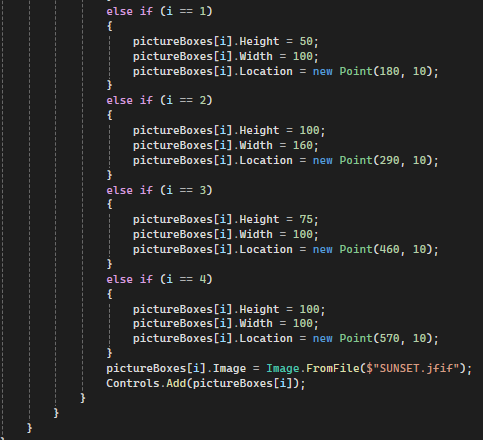 else if (i == 1)
{
pictureBoxes[i].Height = 50;
pictureBoxes[i].Width = 100;
pictureBoxes[i].Location = new Point(180, 10);
}
else if (i == 2)
{
pictureBoxes[i].Height = 100;
pictureBoxes[i].Width = 160;
pictureBoxes[i].Location = new Point(290, 10);
}
else if (i == 3)
{
pictureBoxes[i].Height = 75;
pictureBoxes[i].Width = 100;
pictureBoxes[i].Location = new Point(460, 10);
}
else if (i == 4)
{
pictureBoxes[i].Height = 100;
pictureBoxes[i].Width = 100;
pictureBoxes[i].Location = new Point(570, 10);
}
pictureBoxes[i].Image = Image.FromFile($"SUNSET.jfif");
Controls.Add(pictureBoxes[i]);
}
}
}